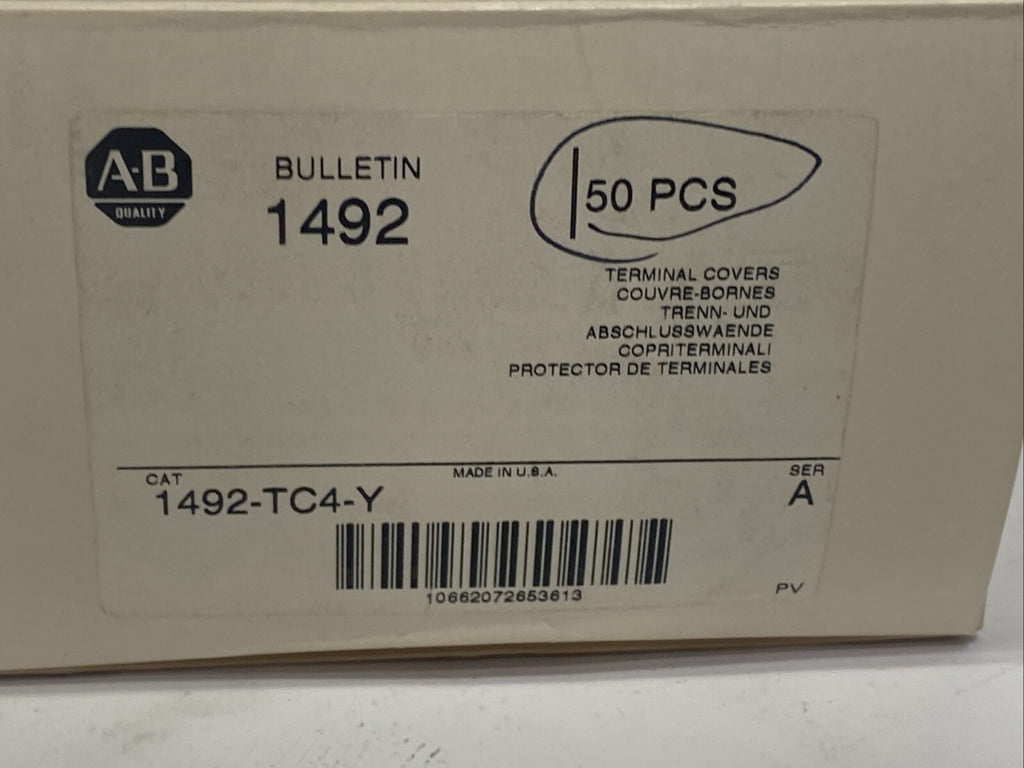 A-B
QUALITY
BULLETIN
1492
50 PCS
TERMINAL COVERS
COUVRE-BORNES
TRENN- UND
ABSCHLUSSWAENDE
COPRITERMINALI
PROTECTOR DE TERMINALES
CAT
1492-TC4-Y
MADE IN U.S.A.
SER
A
10662072653613
PV